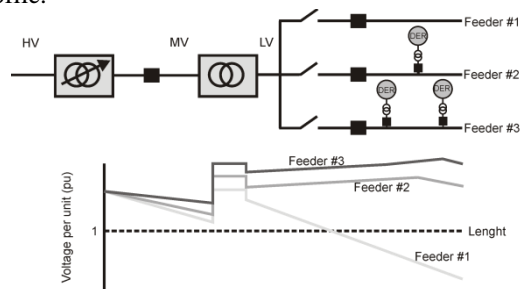 HV
MV
LV
Feeder #1
DER
Feeder #2
DER
DER
Feeder #3
Voltage per unit (pu)
Feeder #3
Feeder #2
1
Lenght
Feeder #1